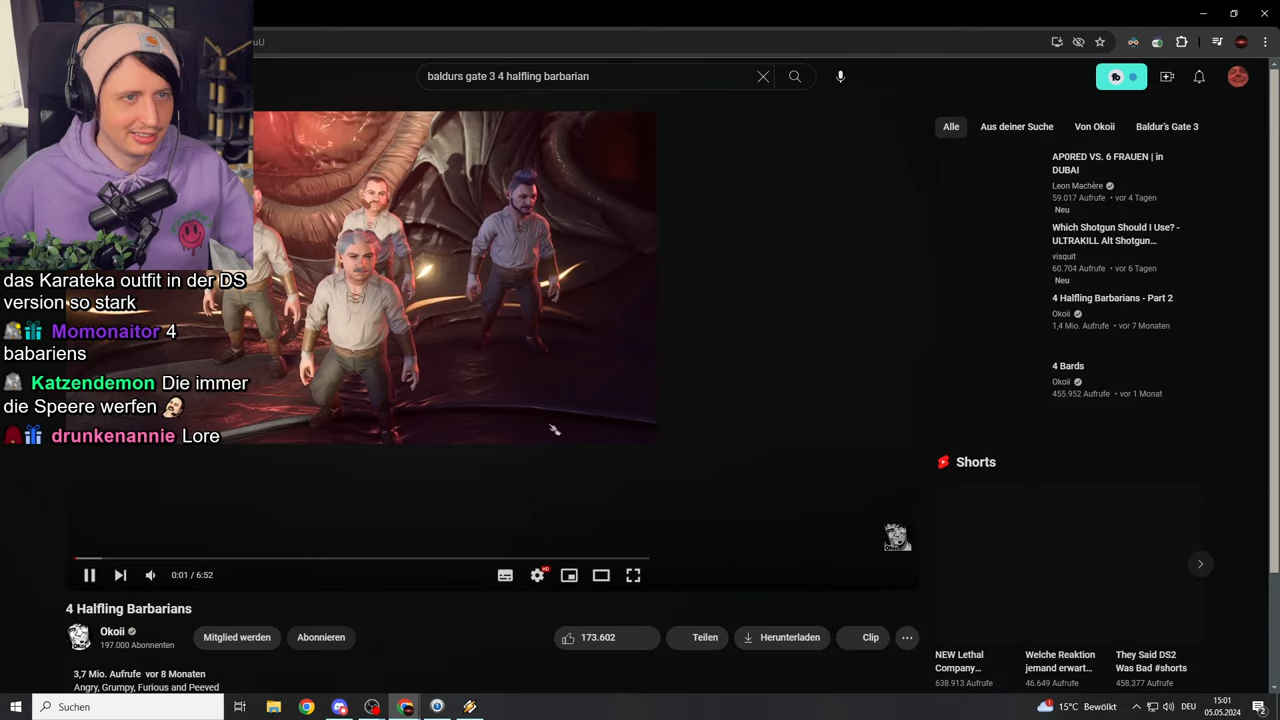 uU
baldurs gate 3 4 halfling barbarian
Alle
Aus deiner Suche
Von Okoii
Baldur's Gate 3
AP0RED VS. 6 FRAUEN | in
DUBAI
Leon Machère
59.017 Aufrufe • vor 4 Tagen
Neu
Which Shotgun Should I Use? -
ULTRAKILL Alt Shotgun…
visquit
60.704 Aufrufe • vor 6 Tagen
Neu
4 Halfling Barbarians - Part 2
Okoii
1,4 Mio. Aufrufe • vor 7 Monaten
4 Bards
Okoii
455.952 Aufrufe • vor 1 Monat
Shorts
das Karateka outfit in der DS
version so stark
Momonaitor 4
babariens
Katzendemon Die immer
die Speere werfen
drunkenannie Lore
0:01 / 6:52
HD
4 Halfling Barbarians
Okoii
197.000 Abonnenten
Mitglied werden
Abonnieren
173.602
Teilen
Herunterladen
Clip
3,7 Mio. Aufrufe vor 8 Monaten
Angry, Grumpy, Furious and Peeved
NEW Lethal
Company…
638.913 Aufrufe
Welche Reaktion
jemand erwart…
46.649 Aufrufe
They Said DS2
Was Bad #shorts
458.377 Aufrufe
Suchen
15°C Bewölkt
DEU
15:01
05.05.2024
2